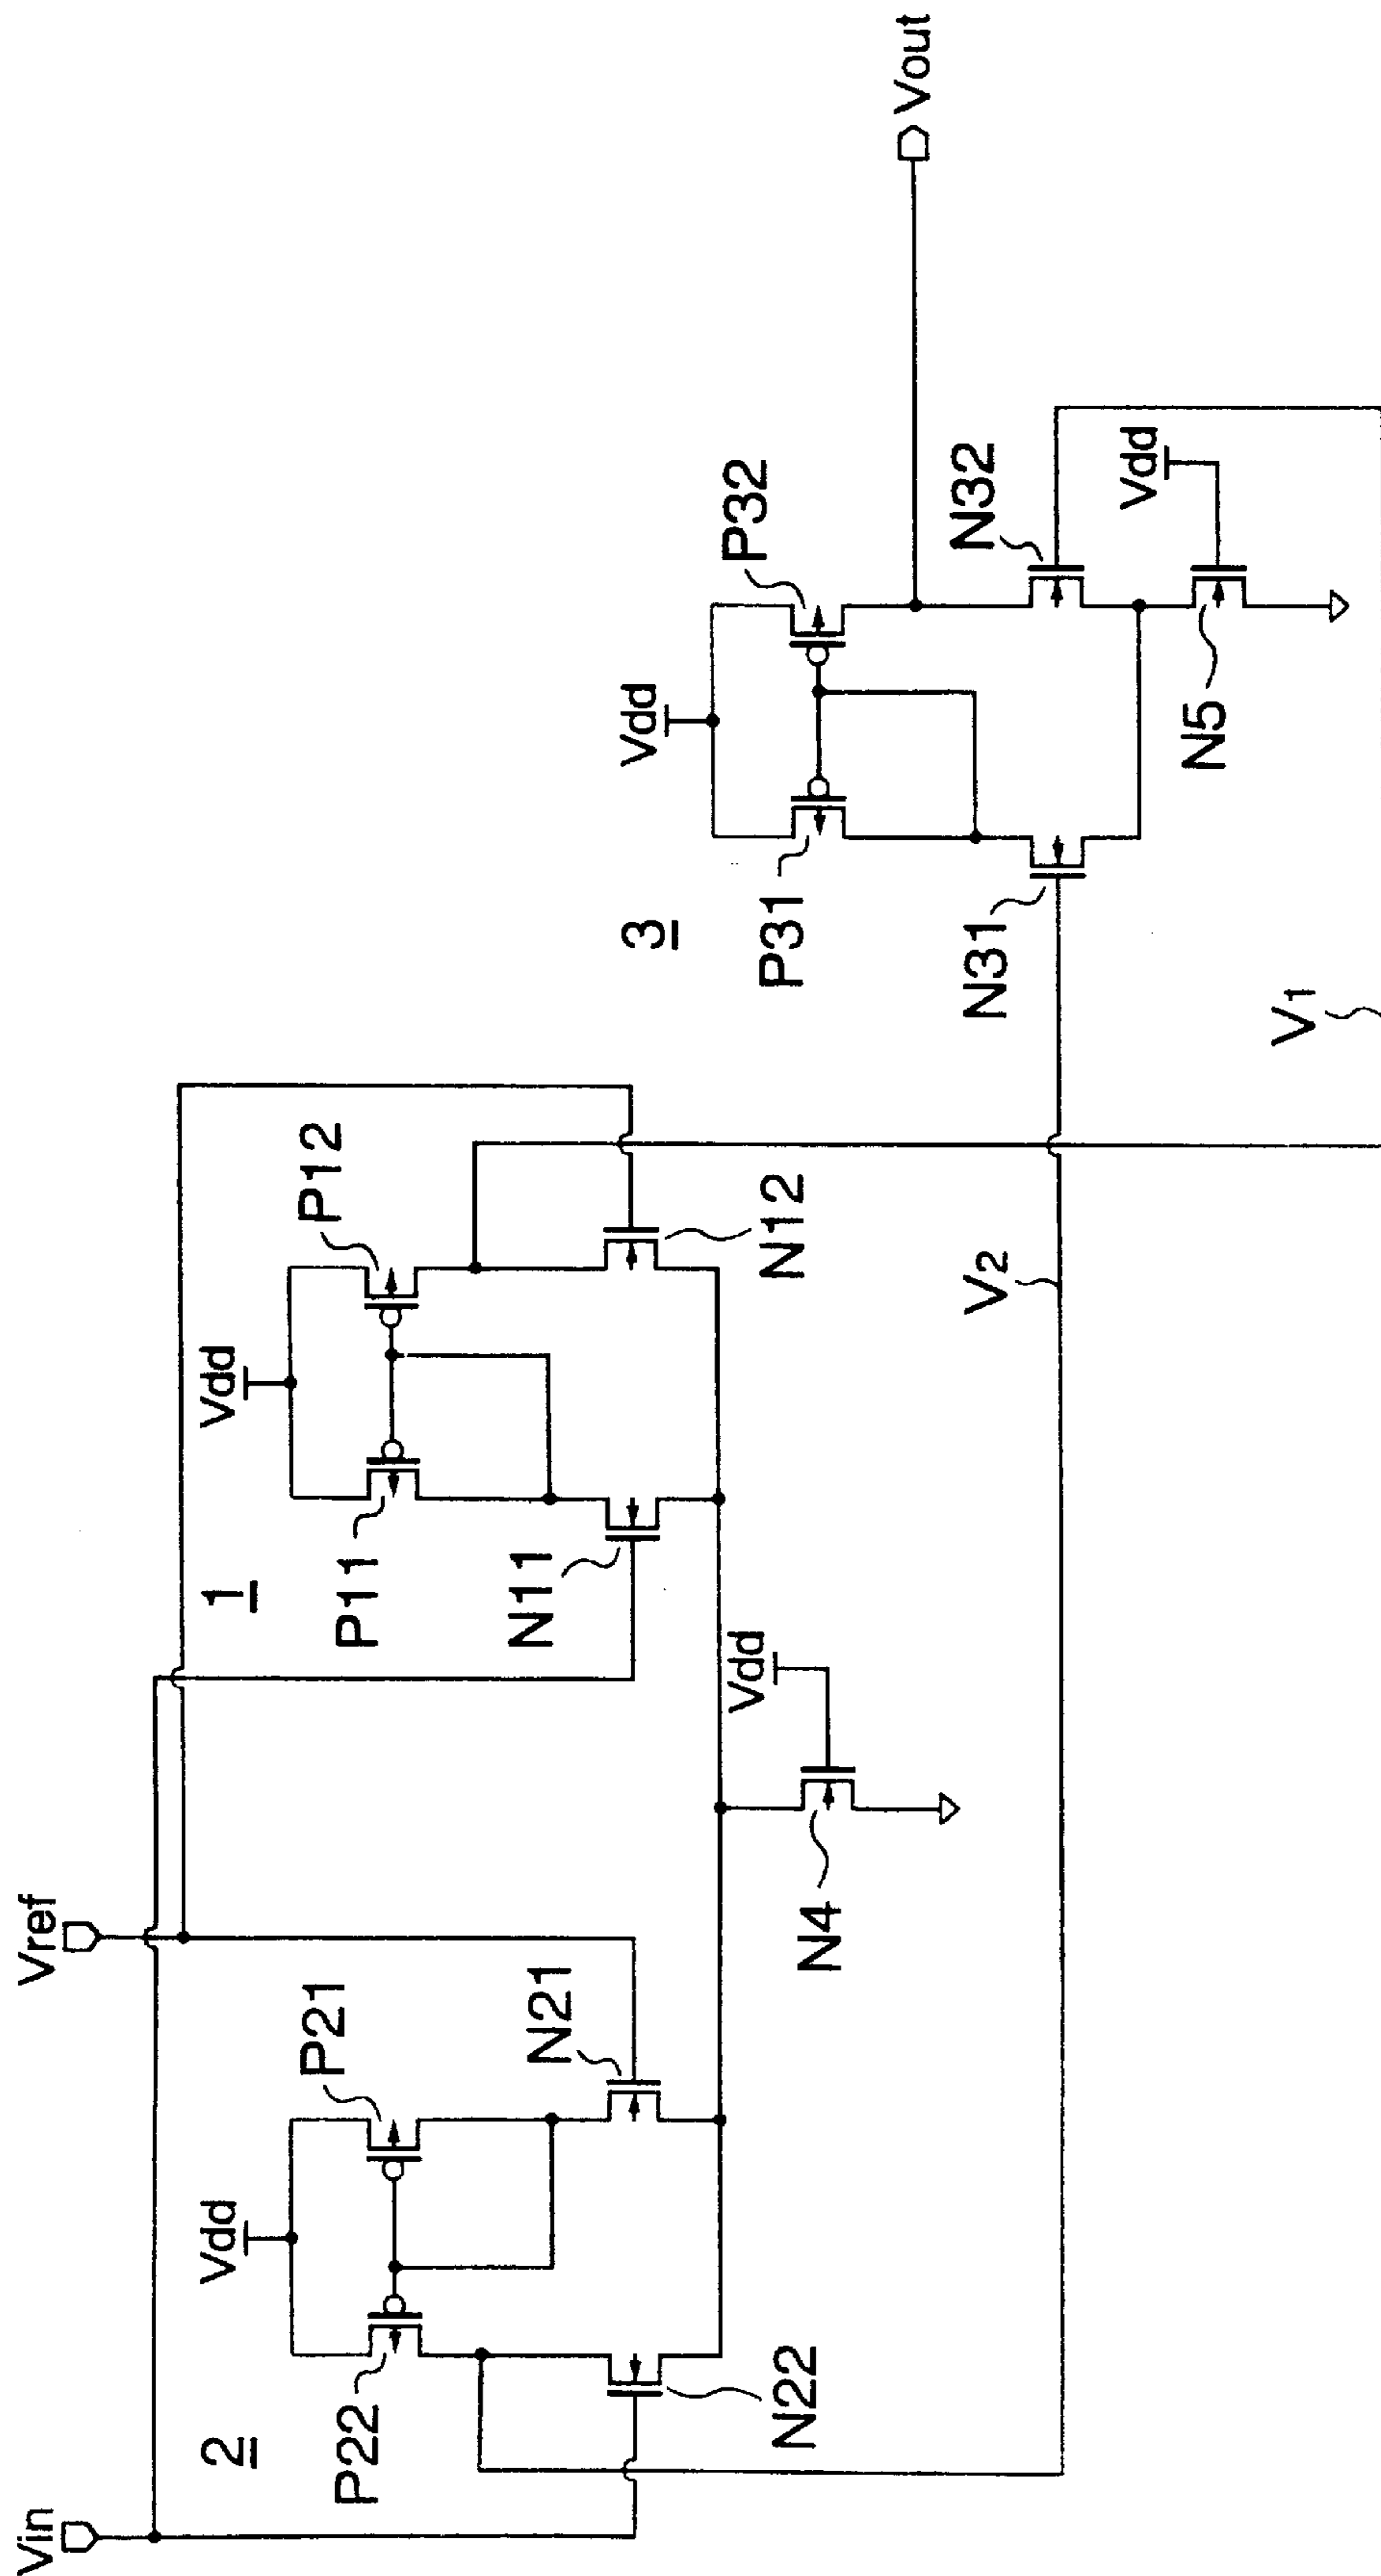 Vin
Vref
2
Vdd
P22
P21
N22
N21
1
Vdd
P11
P12
N11
N12
N4
Vdd
V2
V1
3
Vdd
P31
P32
N31
N32
N5
Vdd
Vout